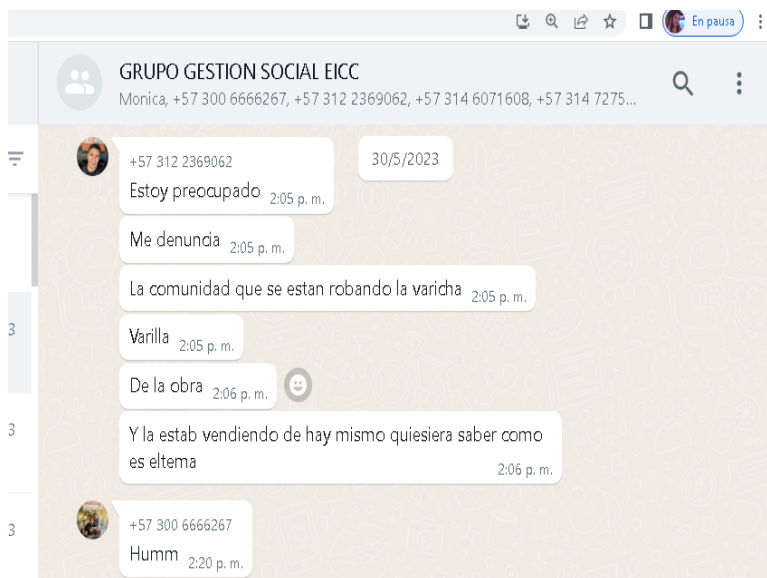 En pausa
GRUPO GESTION SOCIAL EICC
Monica, +57 300 6666267, +57 312 2369062, +57 314 6071608, +57 314 7275...
30/5/2023
+57 312 2369062
Estoy preocupado 2:05 p. m.
Me denuncia 2:05 p. m.
La comunidad que se estan robando la varicha 2:05 p. m.
Varilla 2:05 p. m.
De la obra 2:06 p. m.
Y la estab vendiendo de hay mismo quiesiera saber como
es eltema 2:06 p. m.
+57 300 6666267
Humm 2:20 p. m.
3
3
3